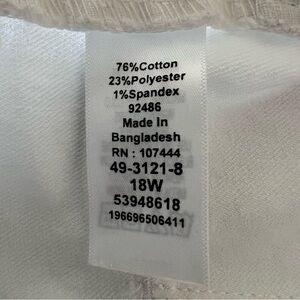 76%Cotton
23%Polyester
1%Spandex
92486
Made In
Bangladesh
RN : 107444
49-3121-8
18W
53948618
196696506411